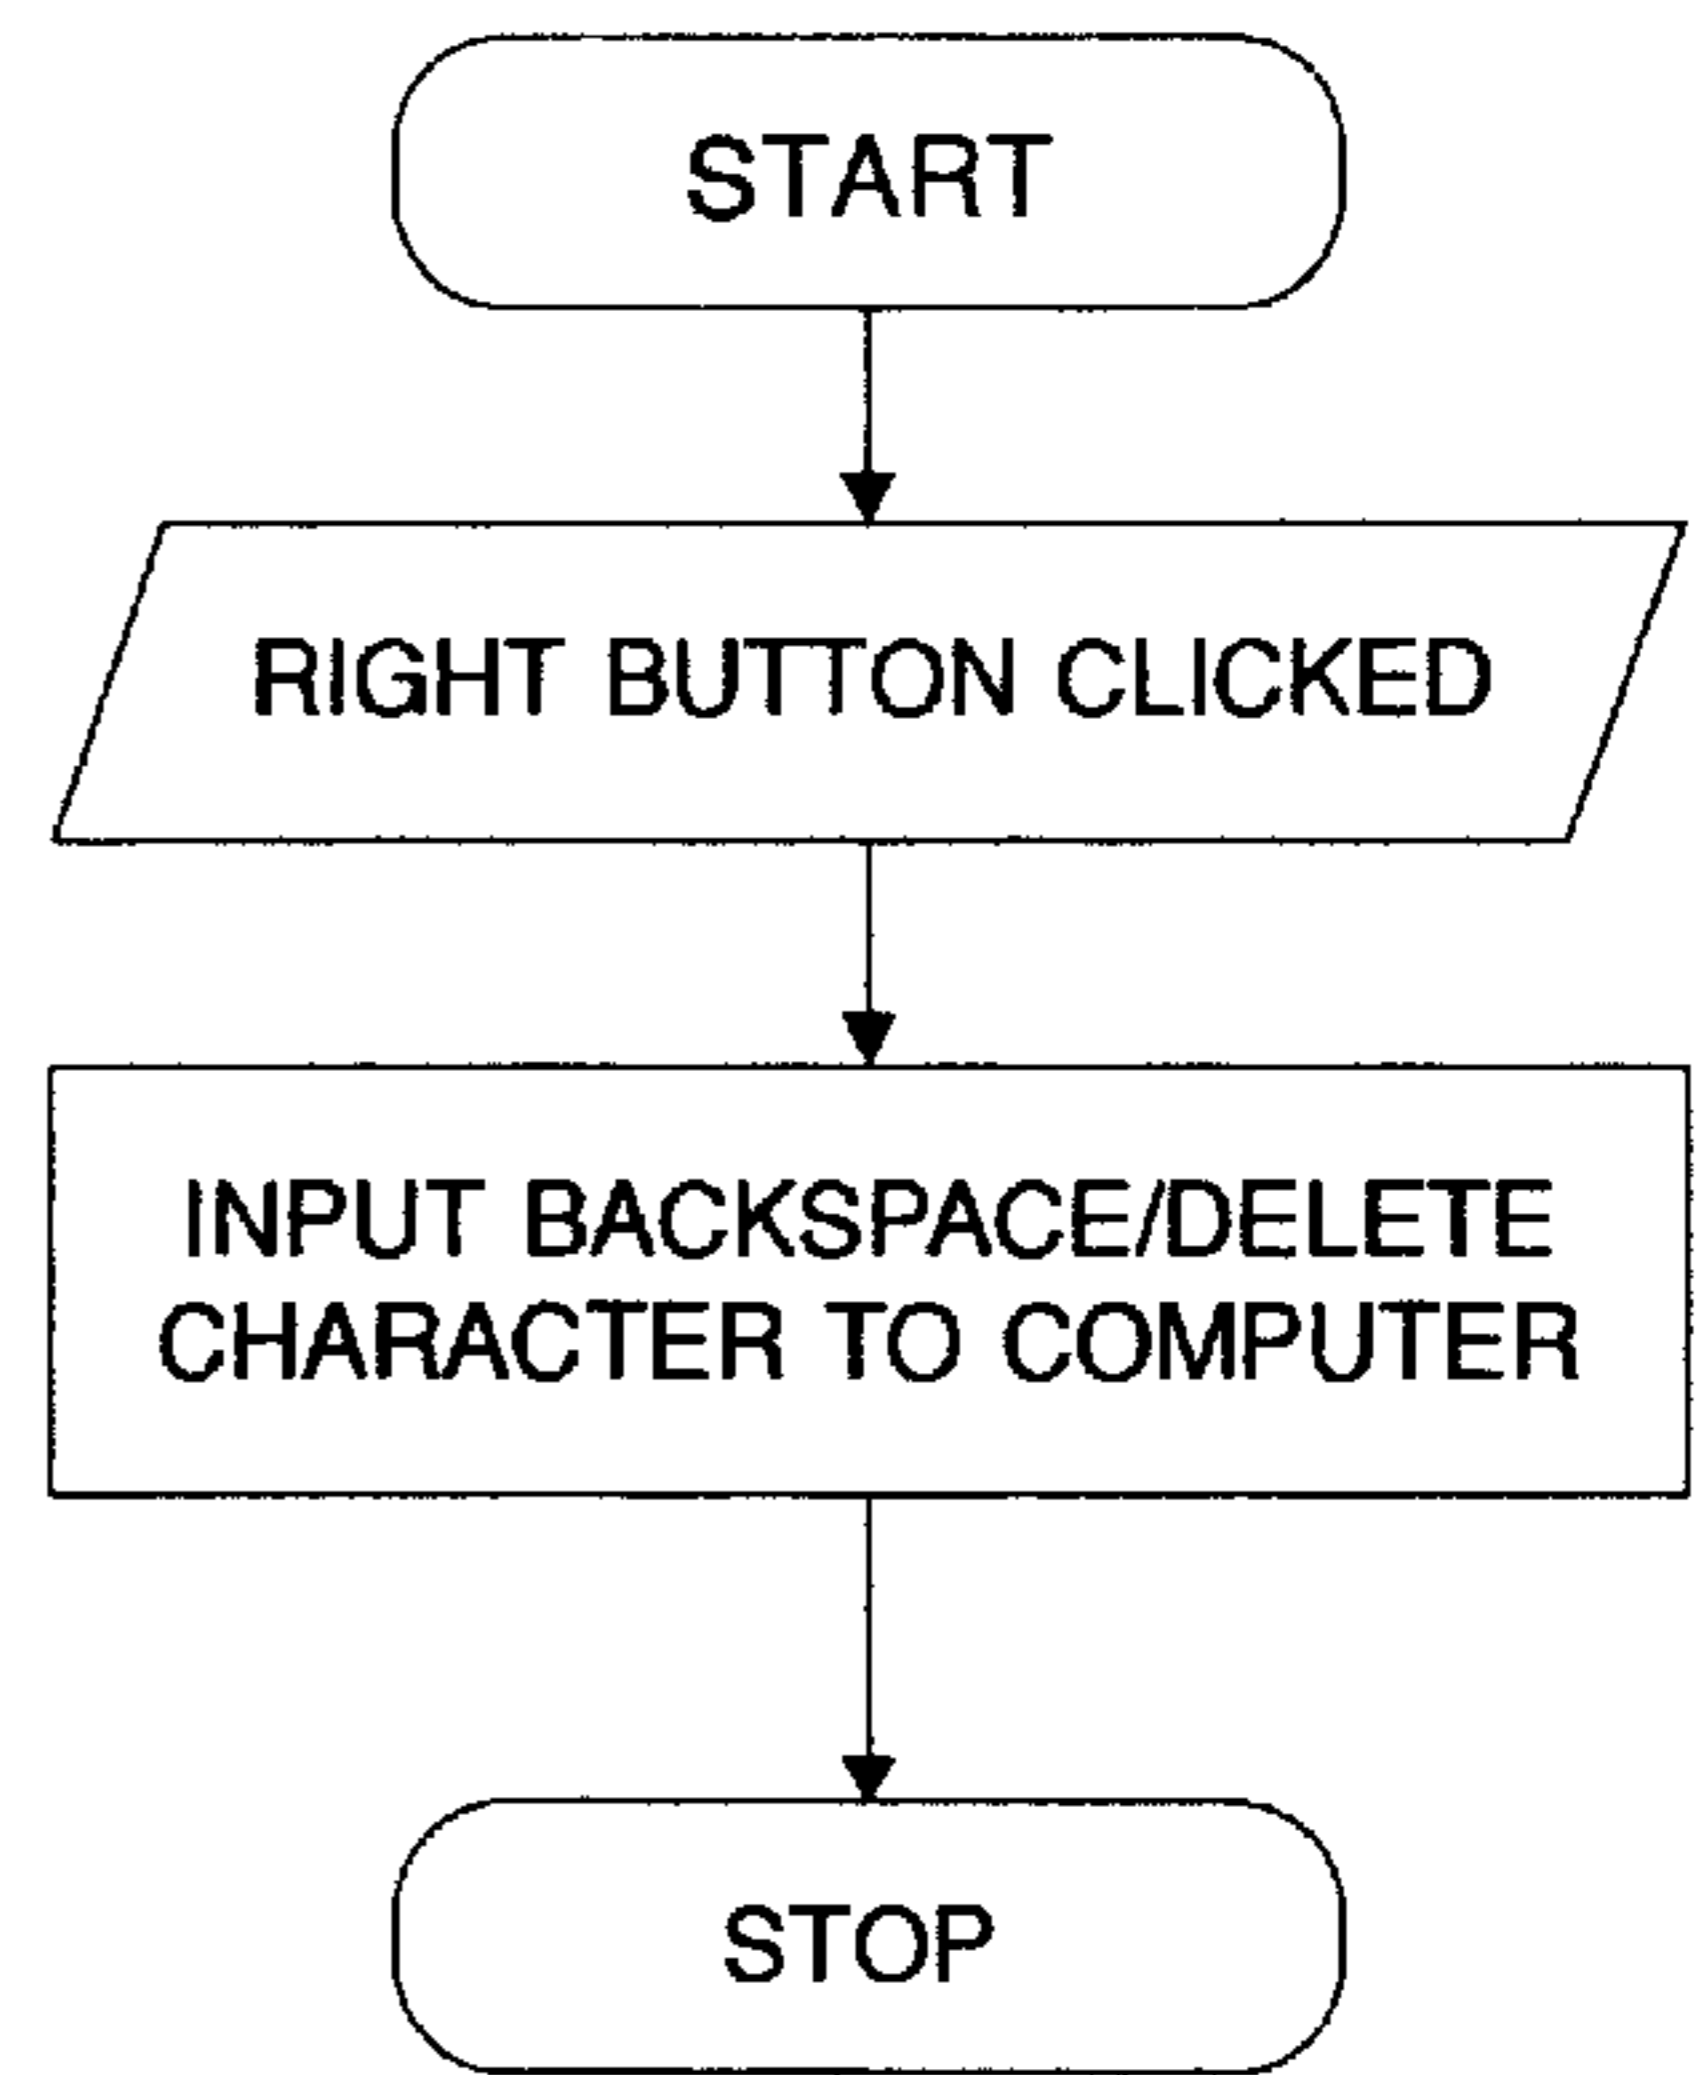 START
RIGHT BUTTON CLICKED
INPUT BACKSPACE/DELETE
CHARACTER TO COMPUTER
STOP